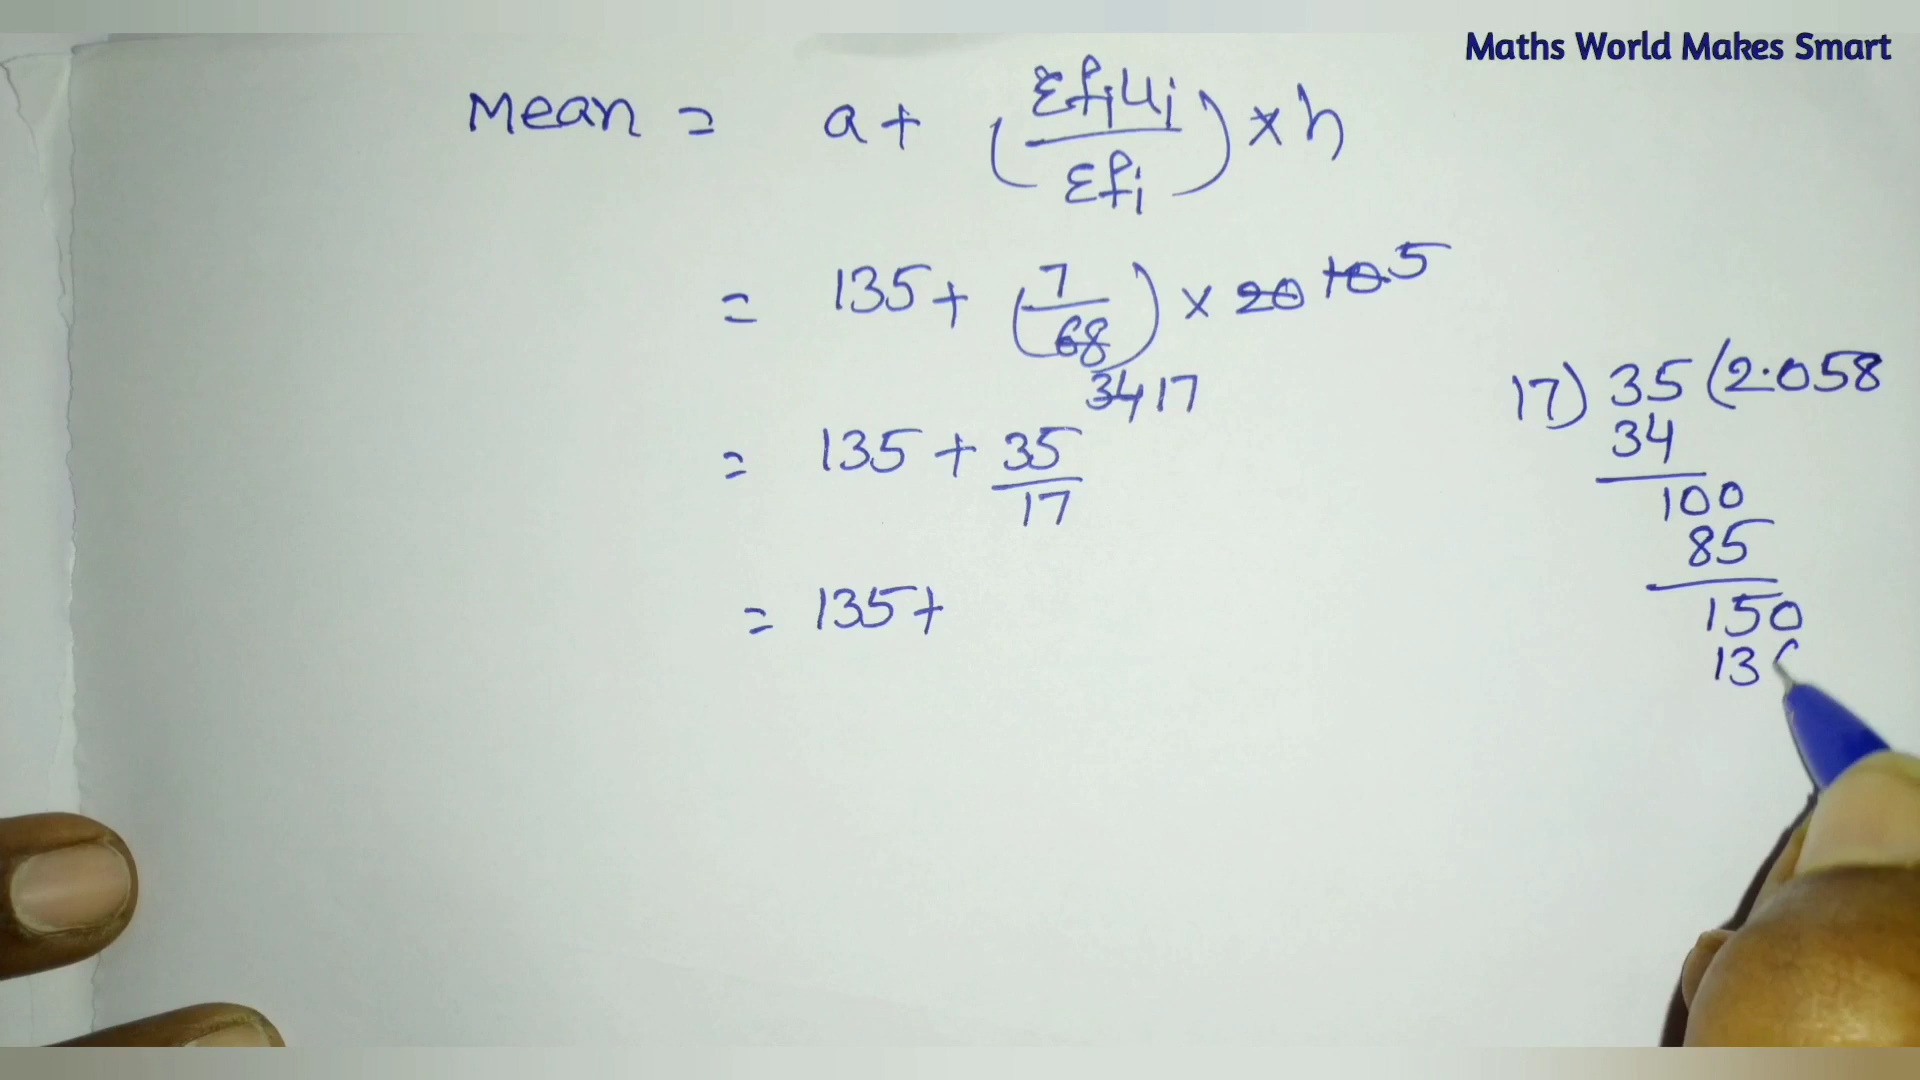 Maths World Makes Smart
Mean = a + (Σfiui / Σfi) × h
= 135 + (7 / 68) × 20 10 5
34 17
= 135 + 35 / 17
= 135 +
17) 35 (2.058
34
100
85
150
13